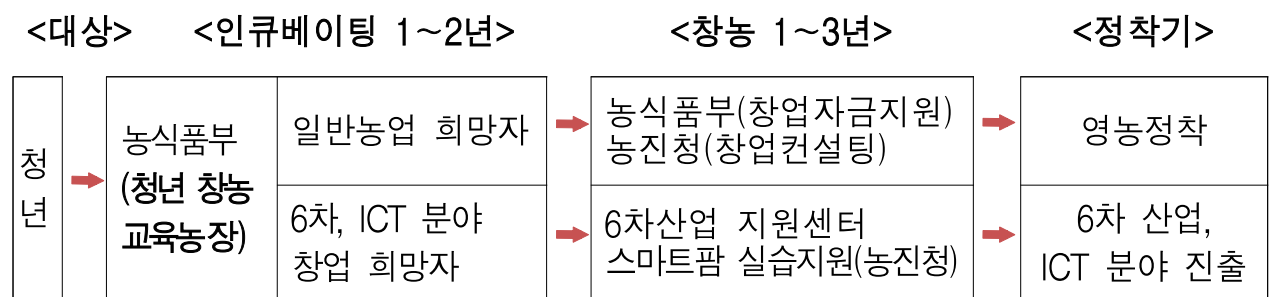 <대상> <인큐베이팅 1~2년> <창농 1~3년> <정착기>
청년
농식품부
(청년 창농
교육농장)
일반농업 희망자
농식품부(창업자금지원)
농진청(창업컨설팅)
영농정착
6차, ICT 분야
창업 희망자
6차산업 지원센터
스마트팜 실습지원(농진청)
6차 산업,
ICT 분야 진출